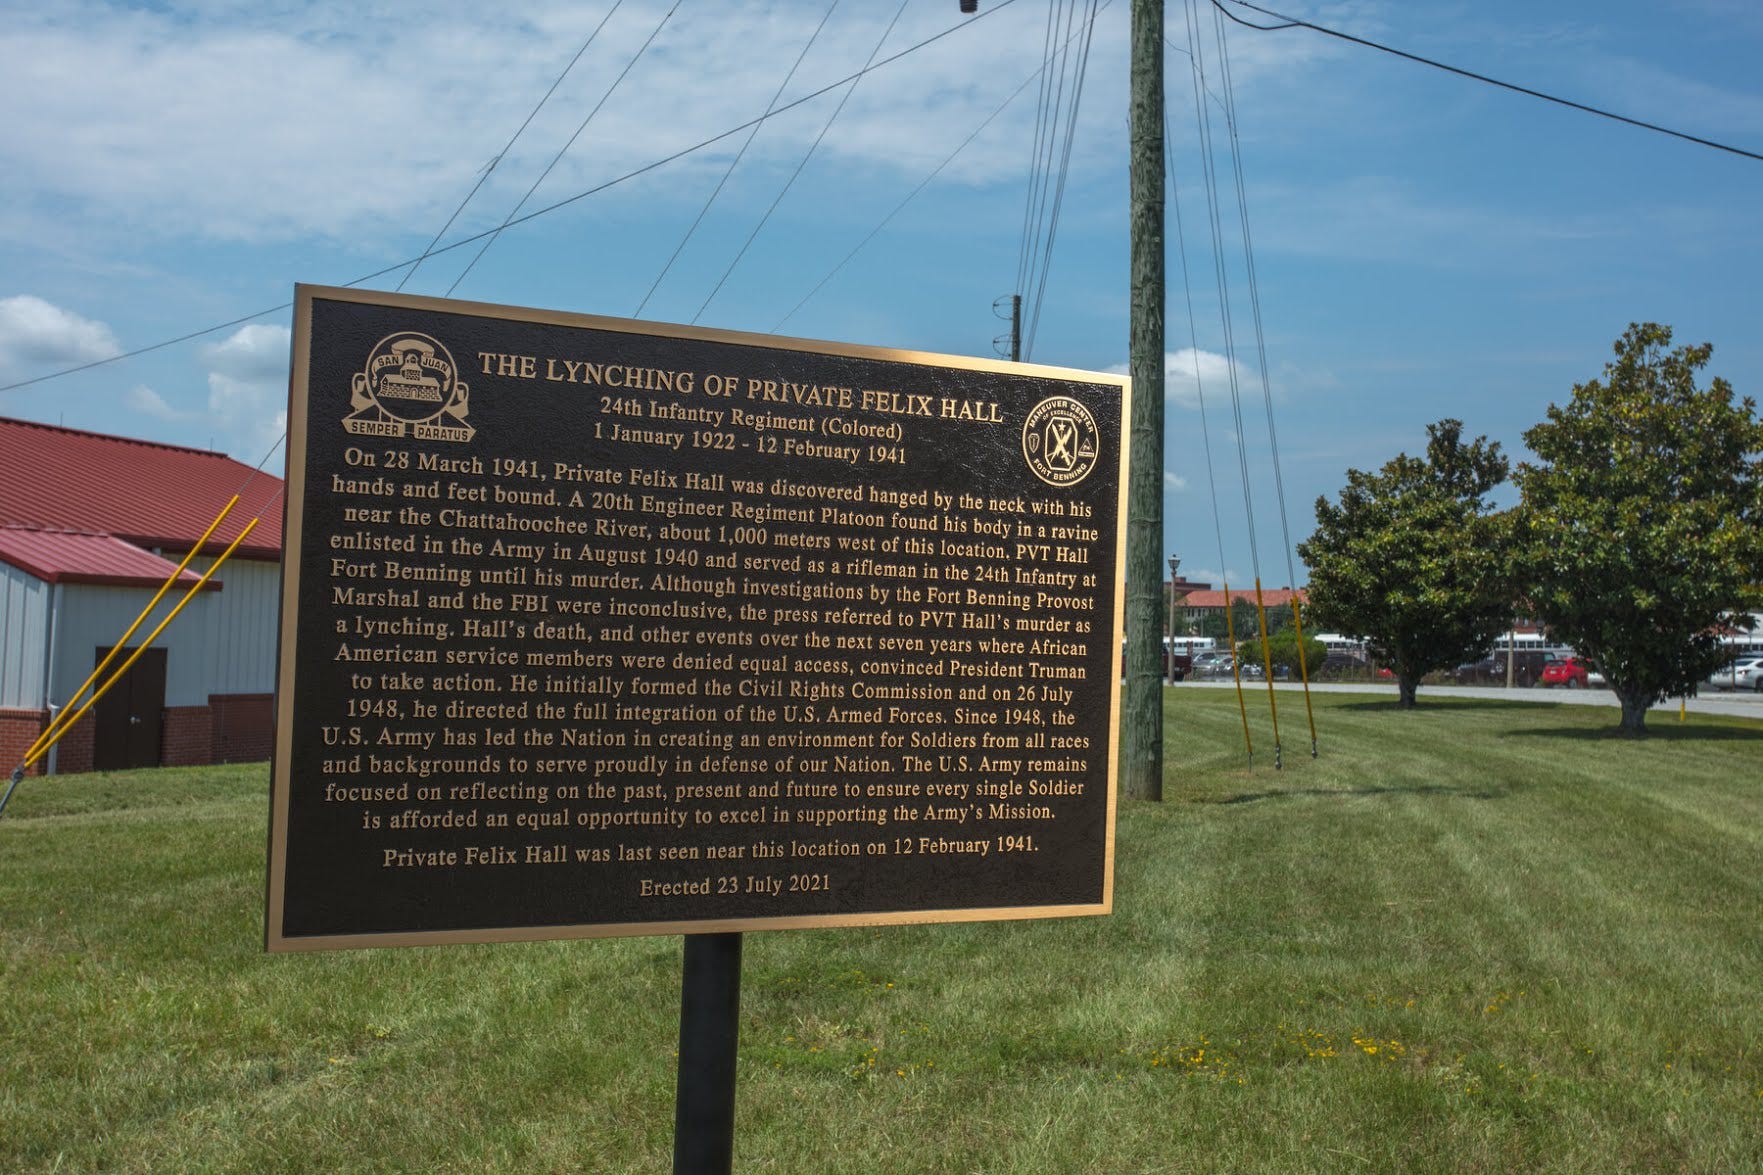 SAN JUAN
SEMPER PARATUS
THE LYNCHING OF PRIVATE FELIX HALL
24th Infantry Regiment (Colored)
1 January 1922 - 12 February 1941
MANEUVER CENTER
OF EXCELLENCE
FORT BENNING
On 28 March 1941, Private Felix Hall was discovered hanged by the neck with his
hands and feet bound. A 20th Engineer Regiment Platoon found his body in a ravine
near the Chattahoochee River, about 1,000 meters west of this location. PVT Hall
enlisted in the Army in August 1940 and served as a rifleman in the 24th Infantry at
Fort Benning until his murder. Although investigations by the Fort Benning Provost
Marshal and the FBI were inconclusive, the press referred to PVT Hall's murder as
a lynching. Hall's death, and other events over the next seven years where African
American service members were denied equal access, convinced President Truman
to take action. He initially formed the Civil Rights Commission and on 26 July
1948, he directed the full integration of the U.S. Armed Forces. Since 1948, the
U.S. Army has led the Nation in creating an environment for Soldiers from all races
and backgrounds to serve proudly in defense of our Nation. The U.S. Army remains
focused on reflecting on the past, present and future to ensure every single Soldier
is afforded an equal opportunity to excel in supporting the Army's Mission.
Private Felix Hall was last seen near this location on 12 February 1941.
Erected 23 July 2021